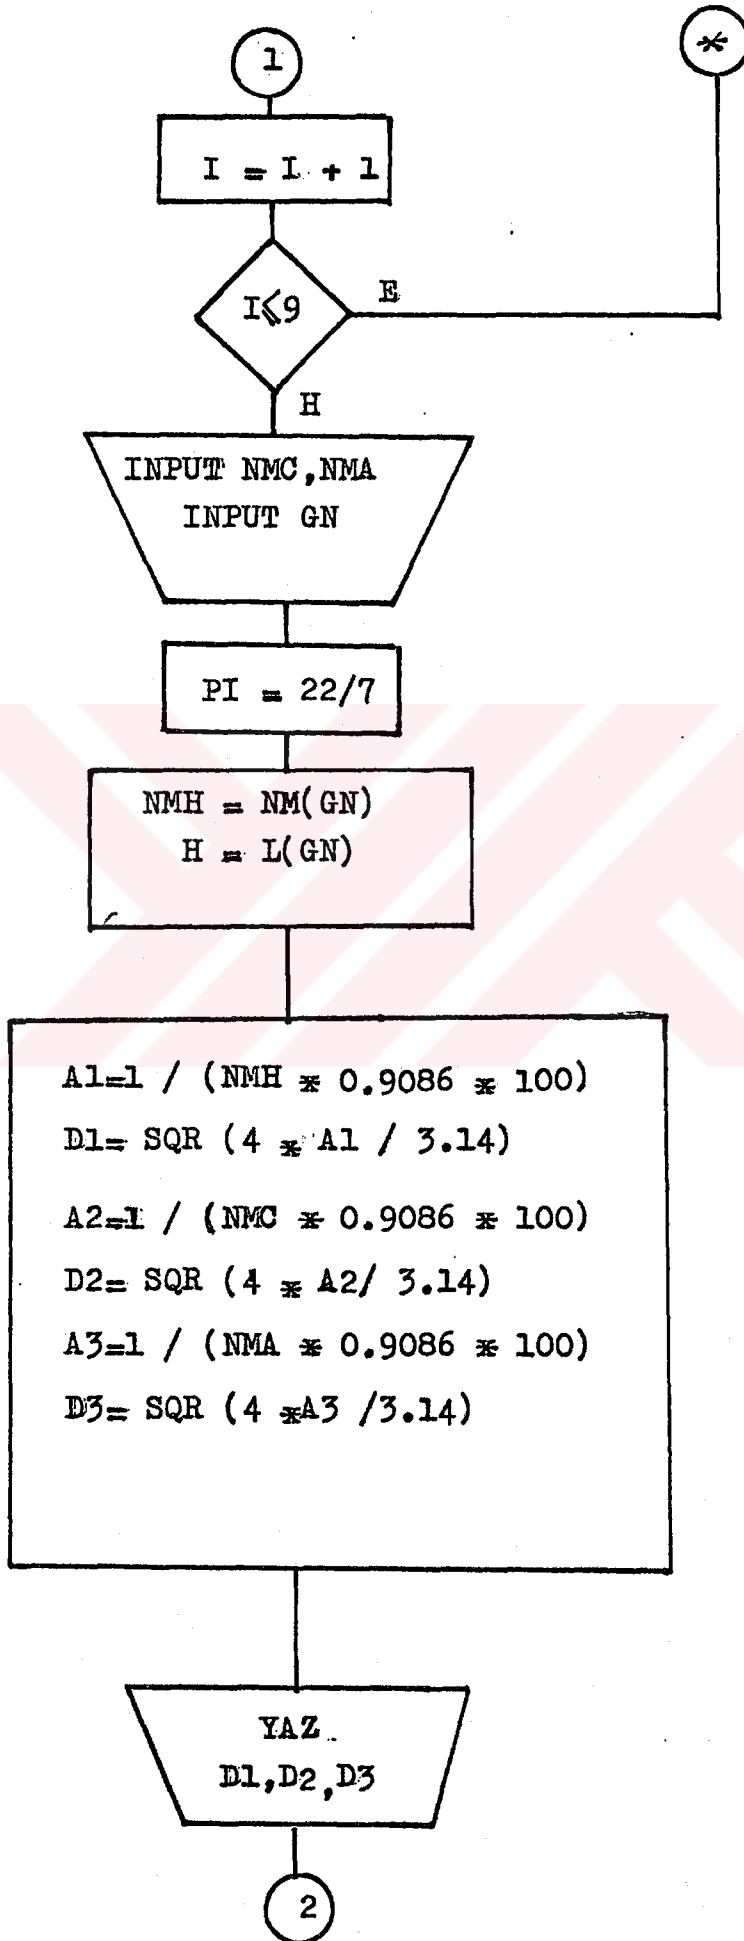 1
*
I = I + 1
I⩽9
E
H
INPUT NMC,NMA
INPUT GN
PI = 22/7
NMH = NM(GN)
H = L(GN)
A1=1 / (NMH * 0.9086 * 100)
D1= SQR (4 * A1 / 3.14)
A2=1 / (NMC * 0.9086 * 100)
D2= SQR (4 * A2/ 3.14)
A3=1 / (NMA * 0.9086 * 100)
D3= SQR (4 *A3 /3.14)
YAZ
D1,D2,D3
2